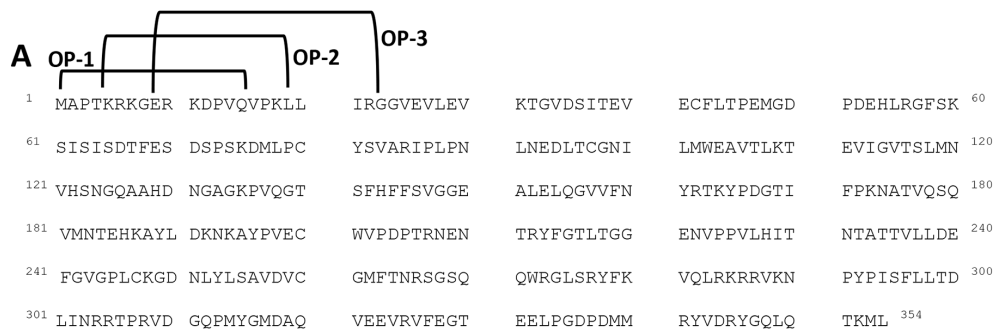 A OP-1 OP-2 OP-3
1 MAPTKRKGER KDPVQVPKLL IRGGVEVLEV KTGVDSITEV ECFLTPEMGD PDEHLRGFSK 60
61 SISISDTFES DSPSKDMLPC YSVARIPLPN LNEDLTCGNI LMWEAVTLKT EVIGVTSLMN 120
121 VHSNGQAAHD NGAGKPVQGT SFHFFSVGGE ALELQGVVFN YRTKYPDGTI FPKNATVQSQ 180
181 VMNTEHKAYL DKNKAYPVEC WVPDPTRNEN TRYFGTLTGG ENVPPVLHIT NTATTVLLDE 240
241 FGVGPLCKGD NLYLSAVDVC GMFTNRSGSQ QWRGLSRYFK VQLRKRRVKN PYPISFLLTD 300
301 LINRRTPRVD GQPMYGMDAQ VEEVRVFEGT EELPGDPDMM RYVDRYGQLQ TKML 354